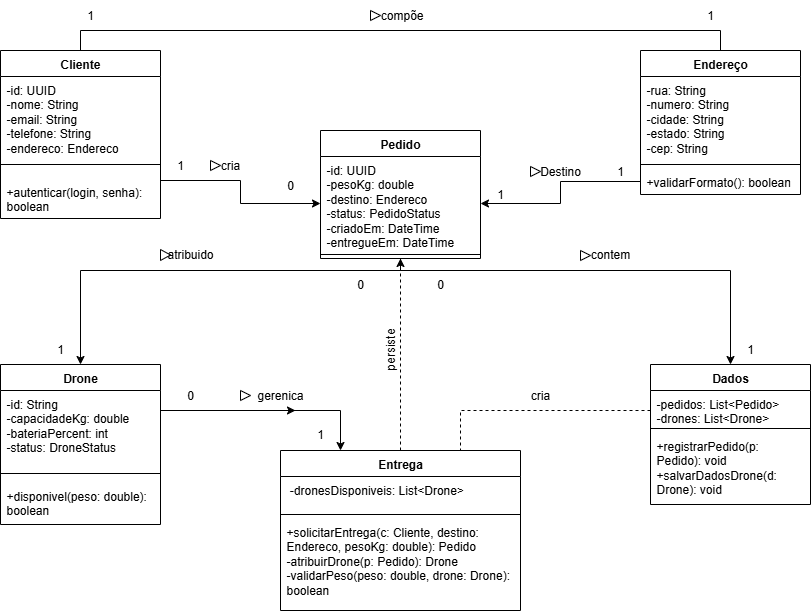 1
compõe
1
Cliente
-id: UUID
-nome: String
-email: String
-telefone: String
-endereco: Endereco
+autenticar(login, senha):
boolean
Endereço
-rua: String
-numero: String
-cidade: String
-estado: String
-cep: String
+validarFormato(): boolean
1
cria
0
Pedido
-id: UUID
-pesoKg: double
-destino: Endereco
-status: PedidoStatus
-criadoEm: DateTime
-entregueEm: DateTime
Destino
1
1
atribuido
contem
0
0
1
1
persiste
Drone
-id: String
-capacidadeKg: double
-bateriaPercent: int
-status: DroneStatus
+disponivel(peso: double):
boolean
0
gerenica
1
cria
Dados
-pedidos: List<Pedido>
-drones: List<Drone>
+registrarPedido(p:
Pedido): void
+salvarDadosDrone(d:
Drone): void
Entrega
-dronesDisponiveis: List<Drone>
+solicitarEntrega(c: Cliente, destino:
Endereco, pesoKg: double): Pedido
-atribuirDrone(p: Pedido): Drone
-validarPeso(peso: double, drone: Drone):
boolean